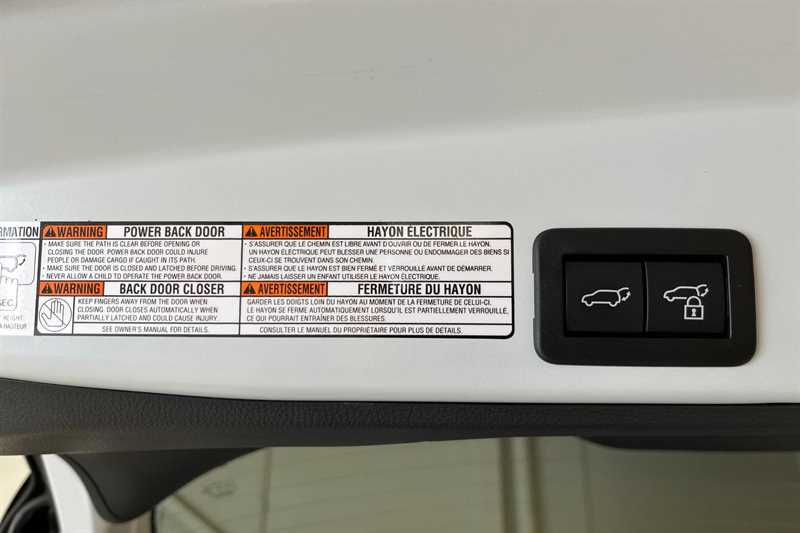 RMATION
SEC.
HEIGHT
A HAUTEUR
WARNING POWER BACK DOOR
• MAKE SURE THE PATH IS CLEAR BEFORE OPENING OR
CLOSING THE DOOR. POWER BACK DOOR COULD INJURE
PEOPLE OR DAMAGE CARGO IF CAUGHT IN ITS PATH.
• MAKE SURE THE DOOR IS CLOSED AND LATCHED BEFORE DRIVING.
• NEVER ALLOW A CHILD TO OPERATE THE POWER BACK DOOR.
WARNING BACK DOOR CLOSER
KEEP FINGERS AWAY FROM THE DOOR WHEN
CLOSING. DOOR CLOSES AUTOMATICALLY WHEN
PARTIALLY LATCHED AND COULD CAUSE INJURY.
SEE OWNER'S MANUAL FOR DETAILS.
AVERTISSEMENT HAYON ÉLECTRIQUE
• S'ASSURER QUE LE CHEMIN EST LIBRE AVANT D'OUVRIR OU DE FERMER LE HAYON.
UN HAYON ÉLECTRIQUE PEUT BLESSER UNE PERSONNE OU ENDOMMAGER DES BIENS SI
CEUX-CI SE TROUVENT DANS SON CHEMIN.
• S'ASSURER QUE LE HAYON EST BIEN FERMÉ ET VERROUILLÉ AVANT DE DÉMARRER.
• NE JAMAIS LAISSER UN ENFANT UTILISER LE HAYON ÉLECTRIQUE.
AVERTISSEMENT FERMETURE DU HAYON
GARDER LES DOIGTS LOIN DU HAYON AU MOMENT DE LA FERMETURE DE CELUI-CI.
LE HAYON SE FERME AUTOMATIQUEMENT LORSQU'IL EST PARTIELLEMENT VERROUILLÉ,
CE QUI POURRAIT ENTRAÎNER DES BLESSURES.
CONSULTER LE MANUEL DU PROPRIÉTAIRE POUR PLUS DE DÉTAILS.